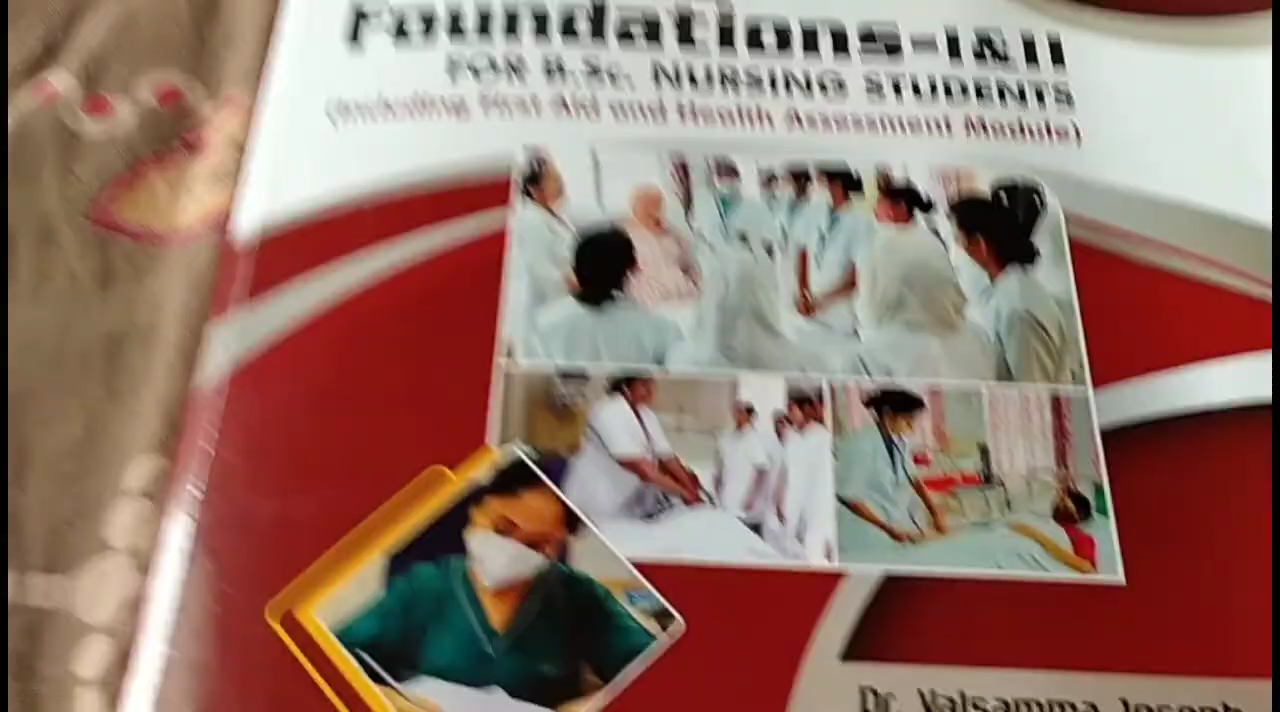 Foundations-I&II
FOR B.Sc. NURSING STUDENTS
(Including First Aid and Health Assessment Module)
Dr. Valsamma Joseph